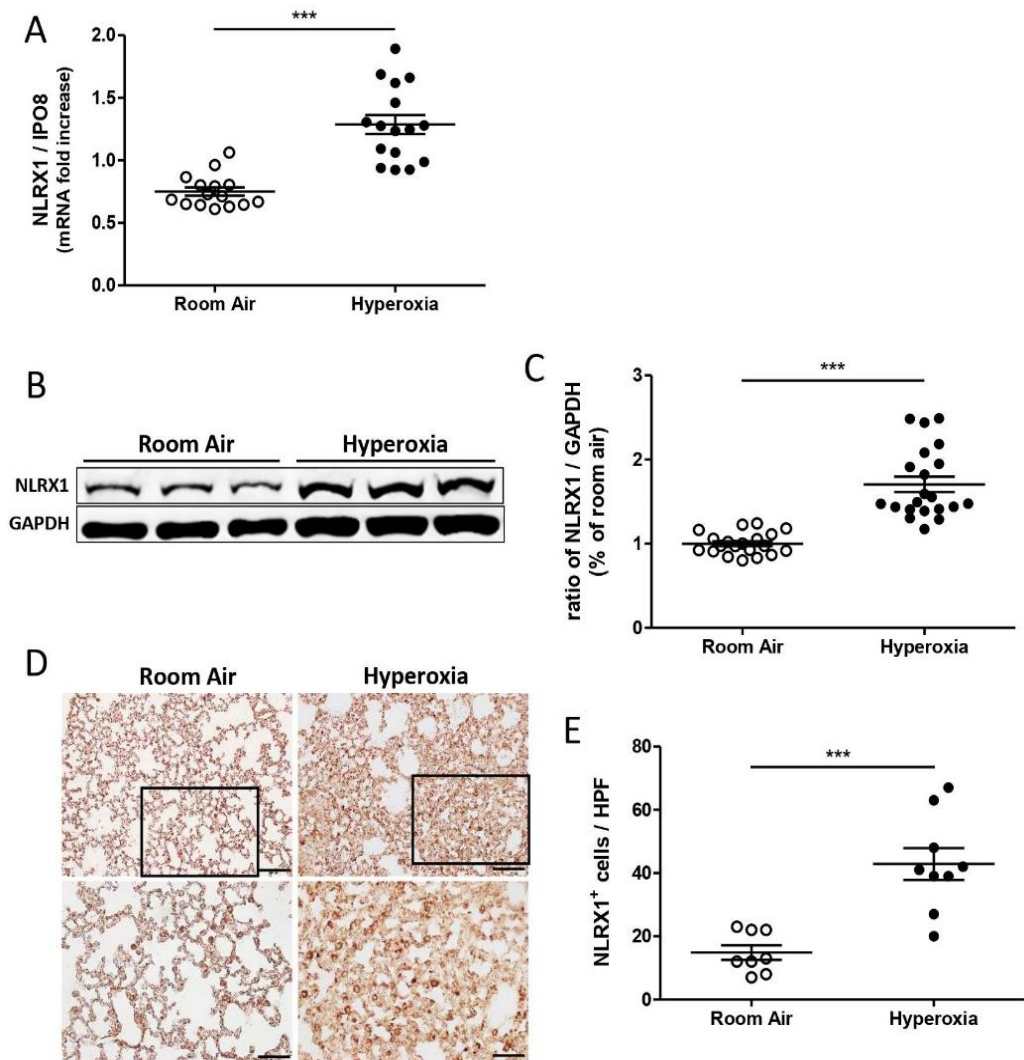 A
***
NLRX1 / IPO8
(mRNA fold increase)
2.0
1.5
1.0
0.5
0.0
Room Air Hyperoxia
B
Room Air Hyperoxia
NLRX1
GAPDH
C
***
ratio of NLRX1 / GAPDH
(% of room air)
3
2
1
0
Room Air Hyperoxia
D
Room Air Hyperoxia
E
***
NLRX1⁺ cells / HPF
80
60
40
20
0
Room Air Hyperoxia